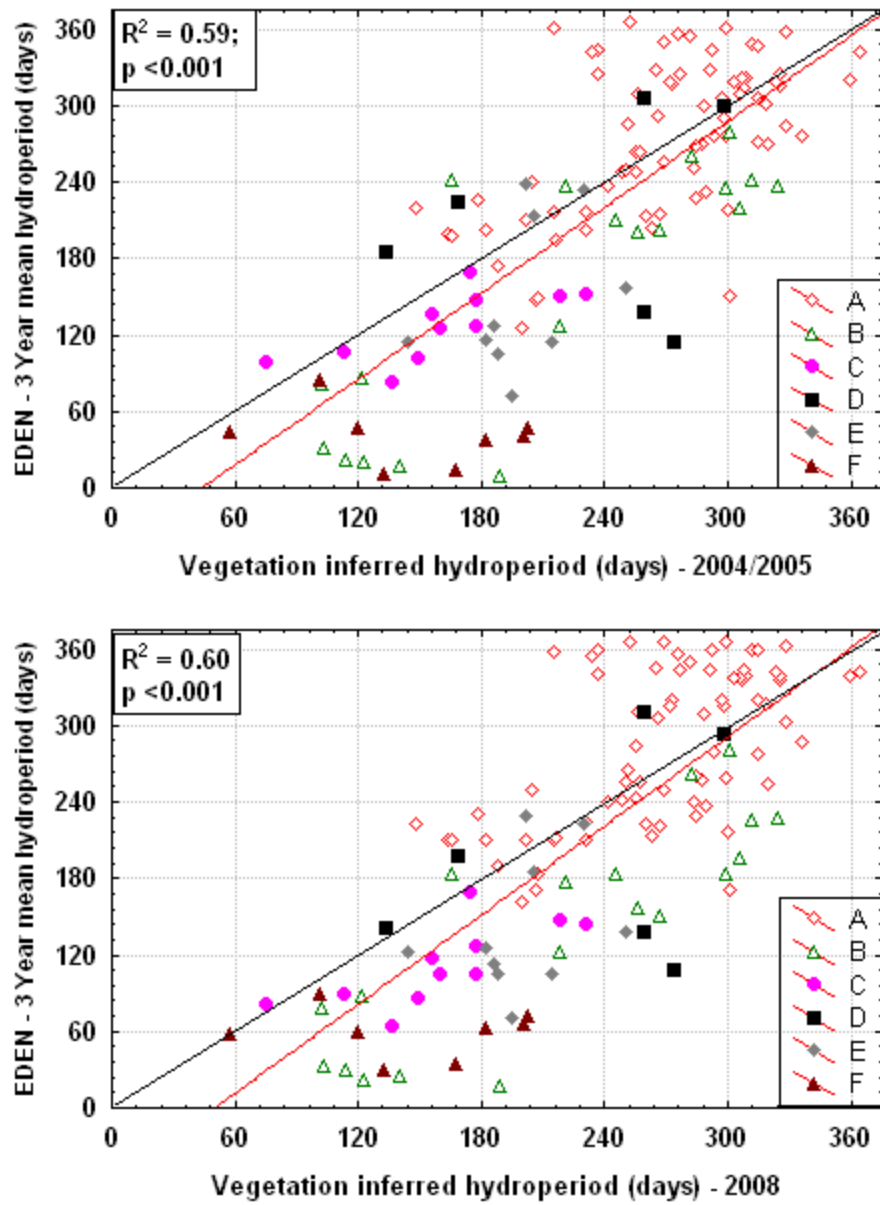 R² = 0.59;
p <0.001
EDEN - 3 Year mean hydroperiod (days)
360
300
240
180
120
60
0
A
B
C
D
E
F
0 60 120 180 240 300 360
Vegetation inferred hydroperiod (days) - 2004/2005
R² = 0.60
p <0.001
EDEN - 3 Year mean hydroperiod (days)
360
300
240
180
120
60
0
A
B
C
D
E
F
0 60 120 180 240 300 360
Vegetation inferred hydroperiod (days) - 2008